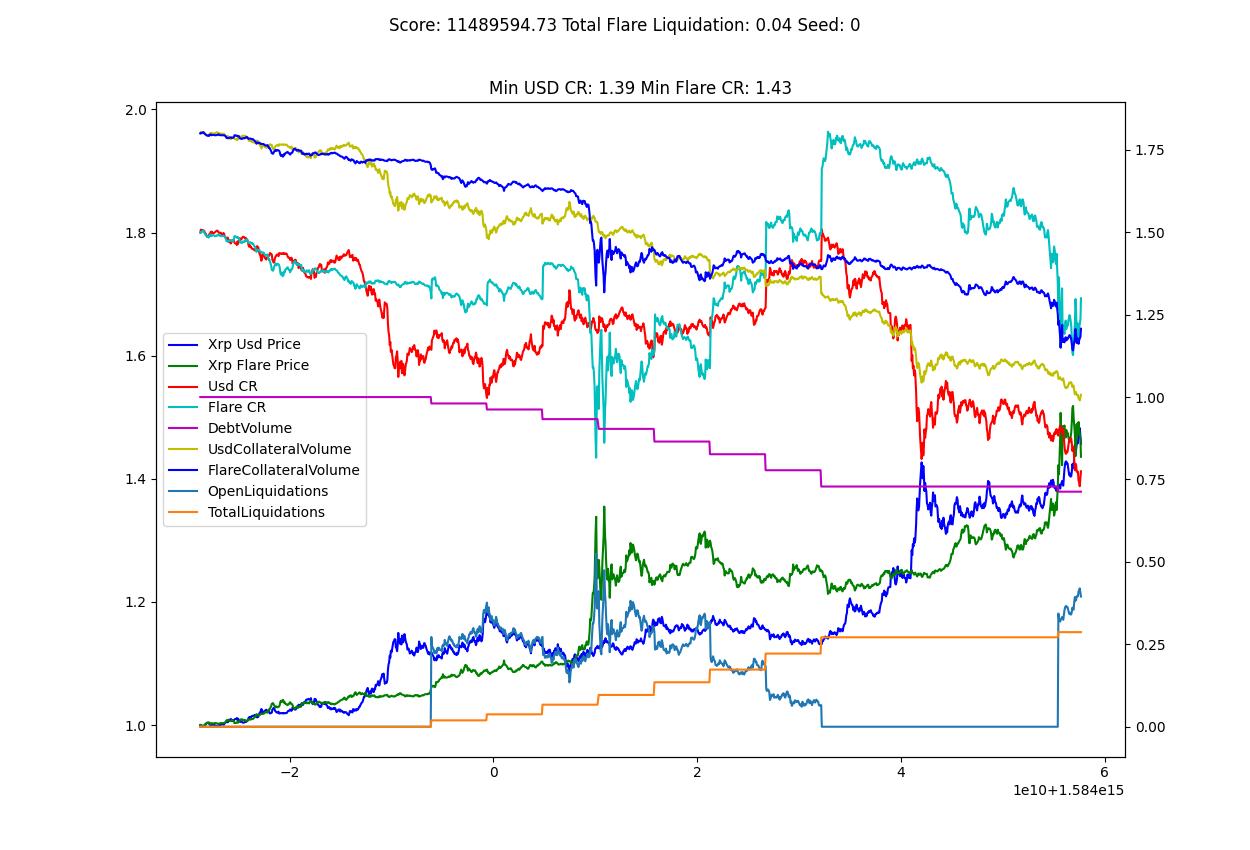 Score: 11489594.73 Total Flare Liquidation: 0.04 Seed: 0
Min USD CR: 1.39 Min Flare CR: 1.43
2.0
1.8
1.6
1.4
1.2
1.0
1.75
1.50
1.25
1.00
0.75
0.50
0.25
0.00
Xrp Usd Price
Xrp Flare Price
Usd CR
Flare CR
DebtVolume
UsdCollateralVolume
FlareCollateralVolume
OpenLiquidations
TotalLiquidations
−2 0 2 4 6
1e10+1.584e15